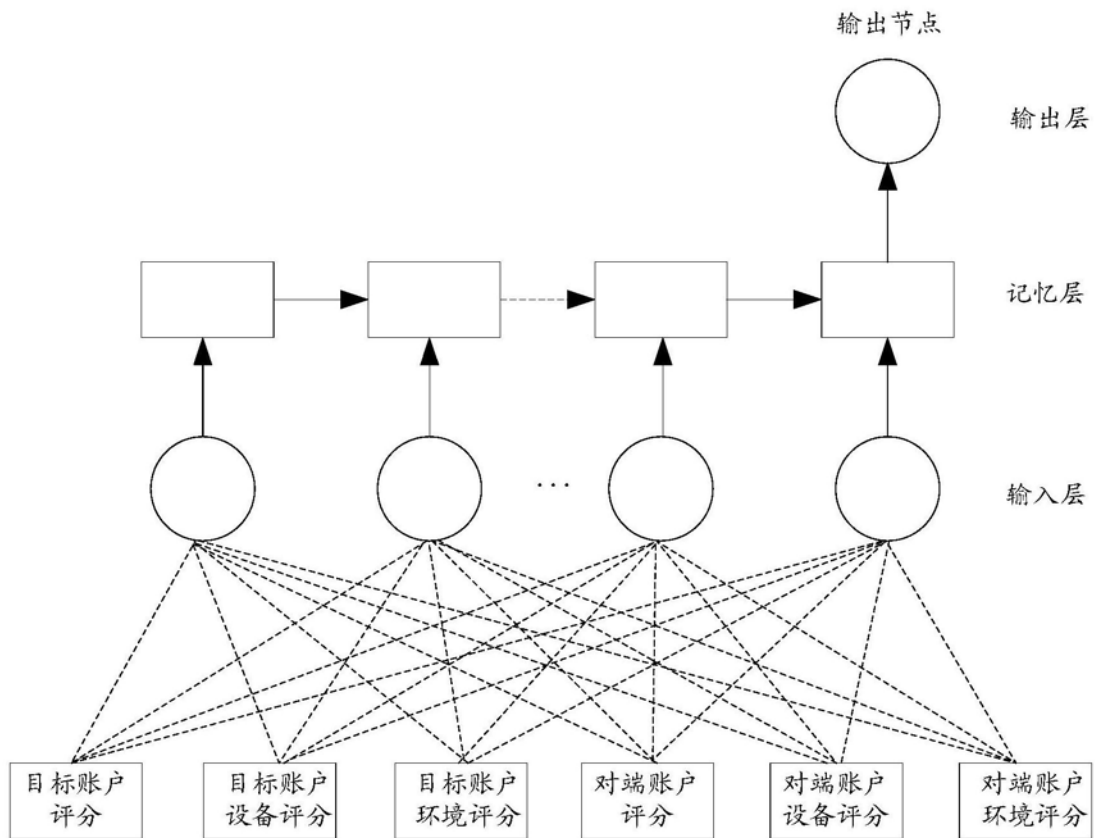 输出节点
输出层
记忆层
...
输入层
目标账户
评分
目标账户
设备评分
目标账户
环境评分
对端账户
评分
对端账户
设备评分
对端账户
环境评分